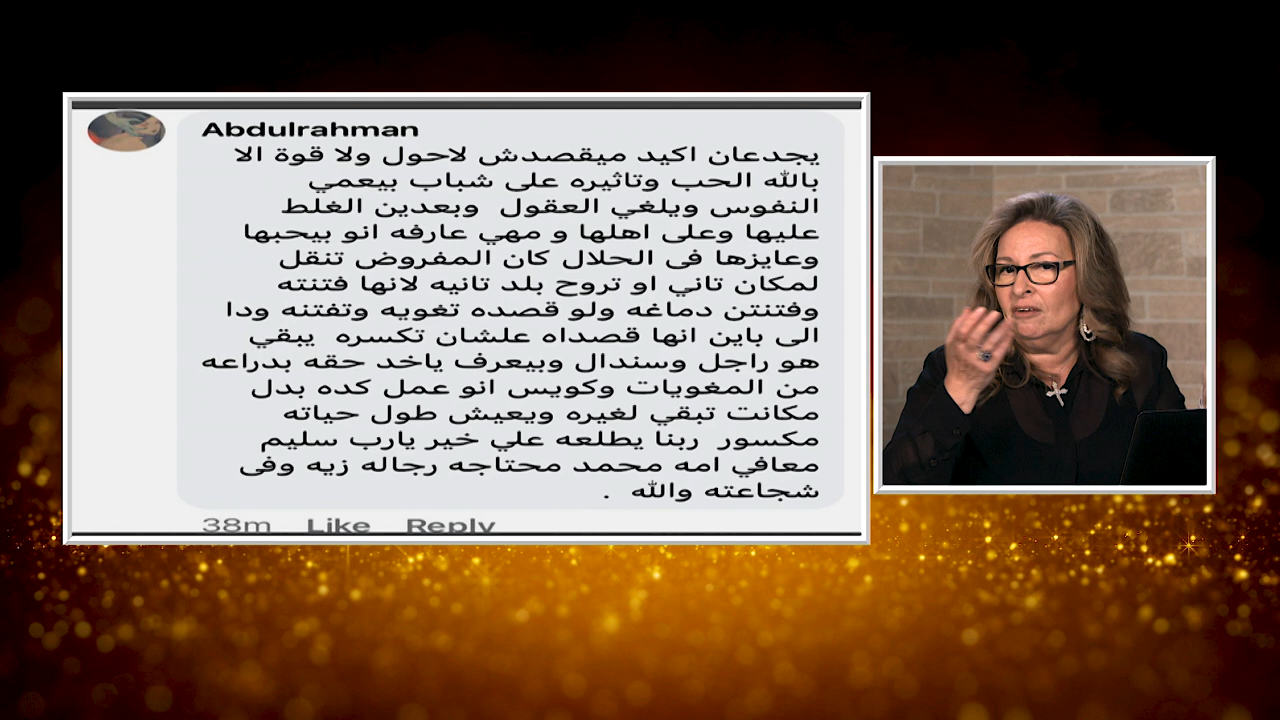 Abdulrahman
يجدعان اكيد ميقصدش لاحول ولا قوة الا
بالله الحب وتاثيره على شباب بيعمي
النفوس ويلغي العقول وبعدين الغلط
عليها وعلى اهلها و مهي عارفه انو بيحبها
وعايزها فى الحلال كان المفروض تنقل
لمكان تاني او تروح بلد تانيه لانها فتنته
وفتنتن دماغه ولو قصده تغويه وتفتنه ودا
الى باين انها قصداه علشان تكسره يبقي
هو راجل وسندال وبيعرف ياخد حقه بدراعه
من المغويات وكويس انو عمل كده بدل
مكانت تبقي لغيره ويعيش طول حياته
مكسور ربنا يطلعه علي خير يارب سليم
معافي امه محمد محتاجه رجاله زيه وفى
شجاعته والله .
38m Like Reply